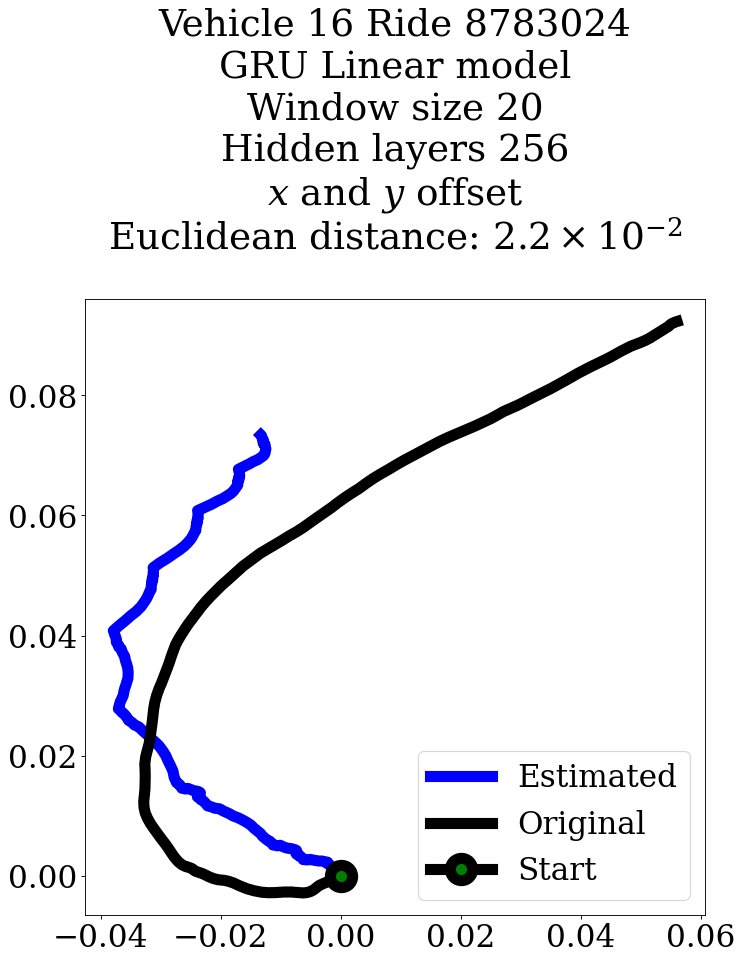 Vehicle 16 Ride 8783024
GRU Linear model
Window size 20
Hidden layers 256
x and y offset
Euclidean distance: 2.2 × 10⁻²
0.08
0.06
0.04
0.02
0.00
Estimated
Original
Start
−0.04 −0.02 0.00 0.02 0.04 0.06